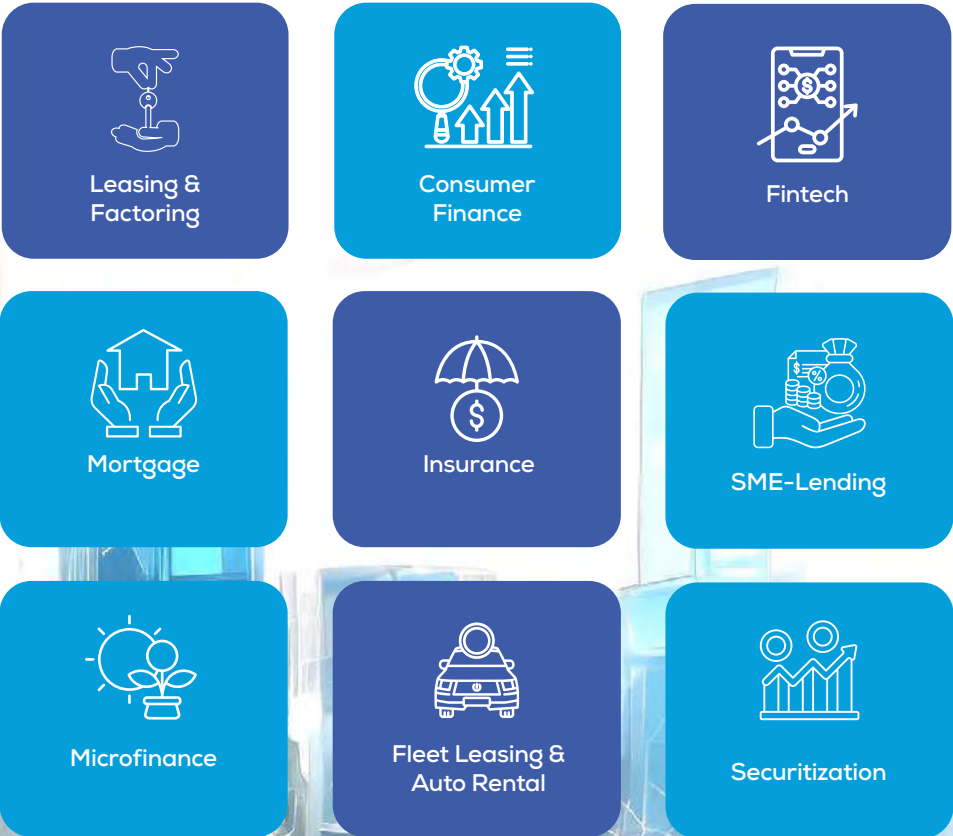 Leasing &
Factoring
Consumer
Finance
Fintech
Mortgage
Insurance
SME-Lending
Microfinance
Fleet Leasing &
Auto Rental
Securitization